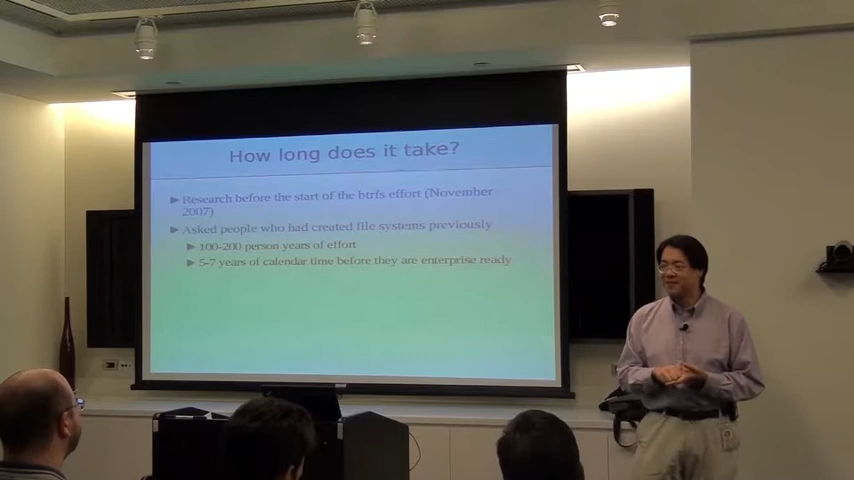 How long does it take?
Research before the start of the btrfs effort (November
2007)
Asked people who had created file systems previously
100-200 person years of effort
5-7 years of calendar time before they are enterprise ready